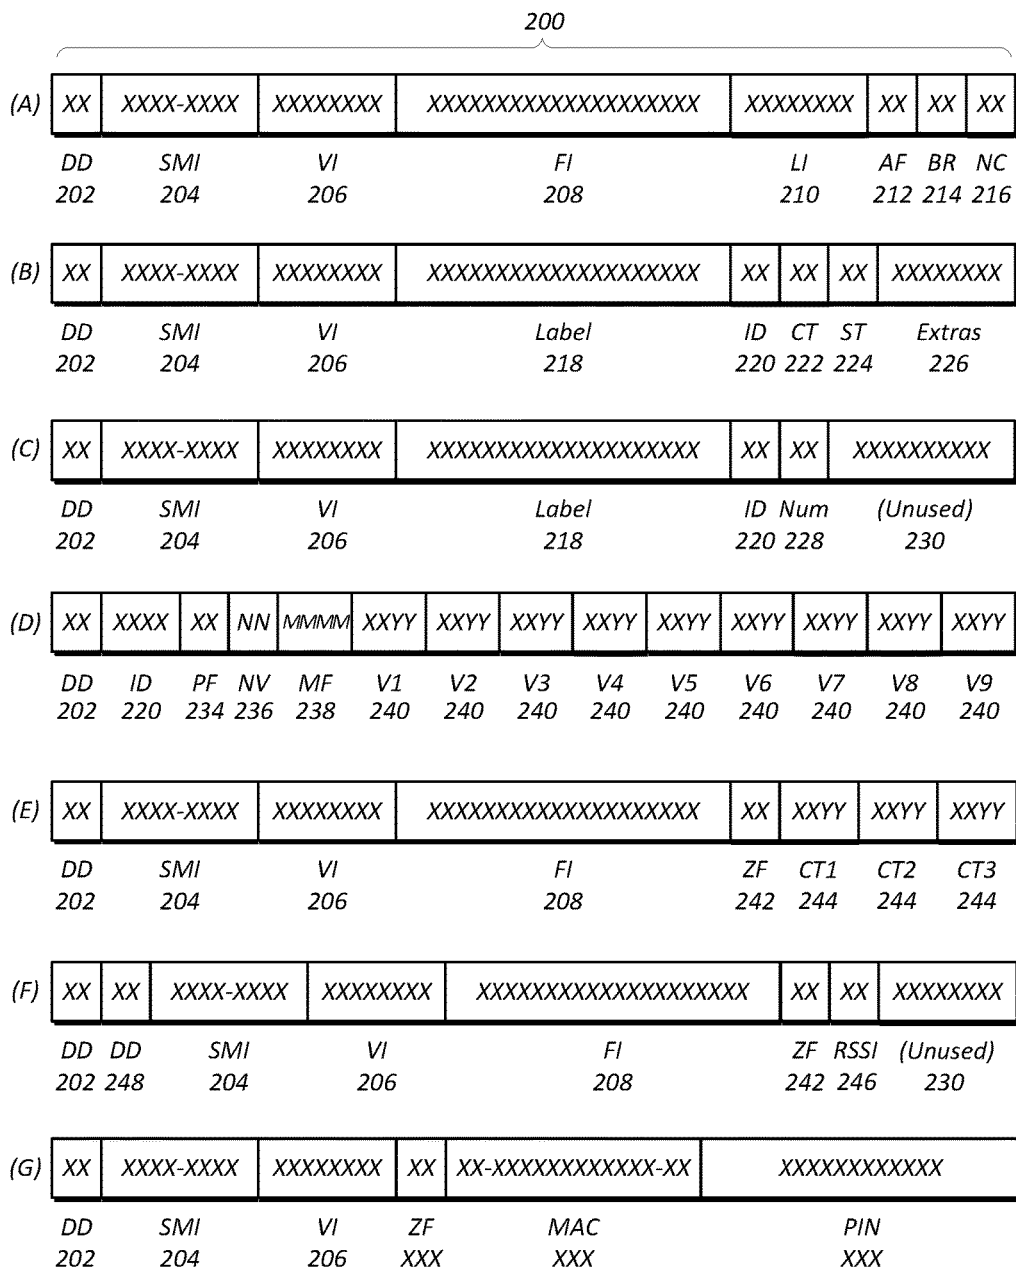 200
(A) XX XXXX-XXXX XXXXXXXX XXXXXXXXXXXXXXXXXXXX XXXXXXXX XX XX XX
DD SMI VI FI LI AF BR NC
202 204 206 208 210 212 214 216
(B) XX XXXX-XXXX XXXXXXXX XXXXXXXXXXXXXXXXXXXX XX XX XX XXXXXXXX
DD SMI VI Label ID CT ST Extras
202 204 206 218 220 222 224 226
(C) XX XXXX-XXXX XXXXXXXX XXXXXXXXXXXXXXXXXXXX XX XX XXXXXXXXXX
DD SMI VI Label ID Num (Unused)
202 204 206 218 220 228 230
(D) XX XXXX XX NN MMMM XXYY XXYY XXYY XXYY XXYY XXYY XXYY XXYY XXYY
DD ID PF NV MF V1 V2 V3 V4 V5 V6 V7 V8 V9
202 220 234 236 238 240 240 240 240 240 240 240 240 240
(E) XX XXXX-XXXX XXXXXXXX XXXXXXXXXXXXXXXXXXXX XX XXYY XXYY XXYY
DD SMI VI FI ZF CT1 CT2 CT3
202 204 206 208 242 244 244 244
(F) XX XX XXXX-XXXX XXXXXXXX XXXXXXXXXXXXXXXXXXXX XX XX XXXXXXXX
DD DD SMI VI FI ZF RSSI (Unused)
202 248 204 206 208 242 246 230
(G) XX XXXX-XXXX XXXXXXXX XX XX-XXXXXXXXXXXX-XX XXXXXXXXXXXX
DD SMI VI ZF MAC PIN
202 204 206 XXX XXX XXX